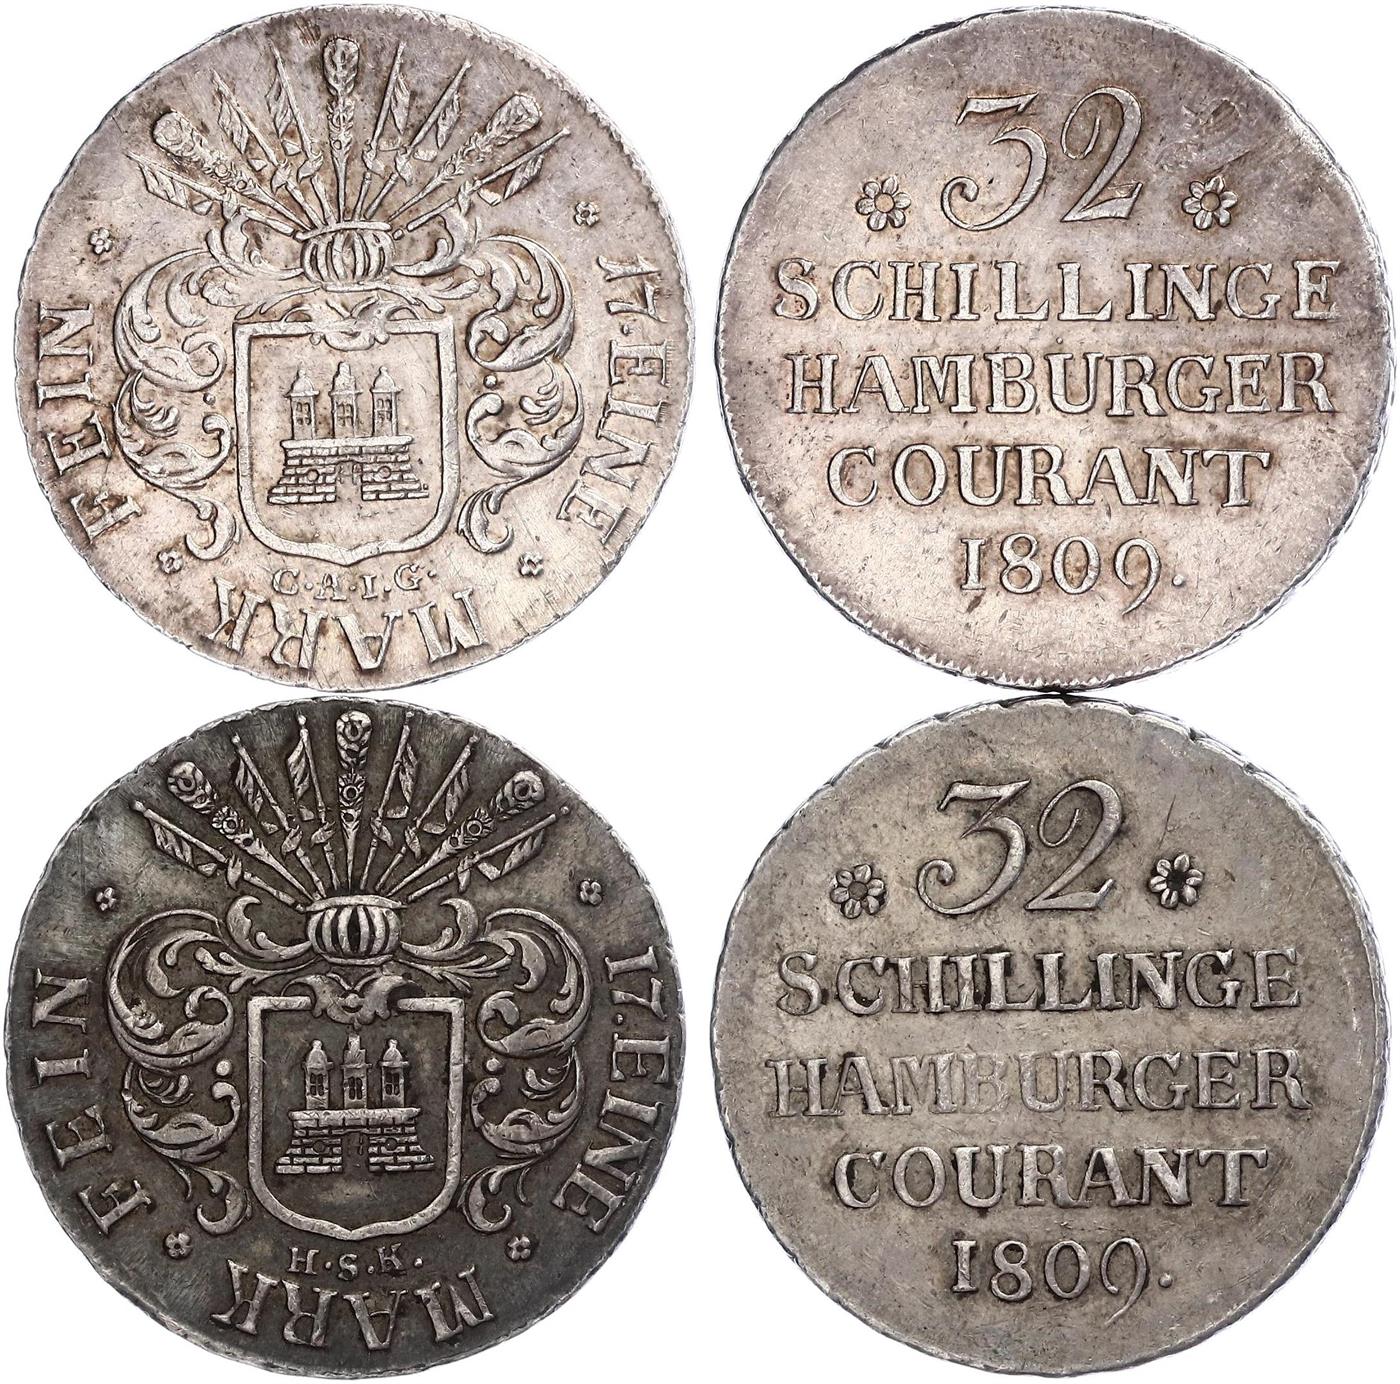 17. EINE MARK FEIN
C.A.I.G.
32
SCHILLINGE
HAMBURGER
COURANT
1809.
17. EINE MARK FEIN
H.S.K.
32
SCHILLINGE
HAMBURGER
COURANT
1809.